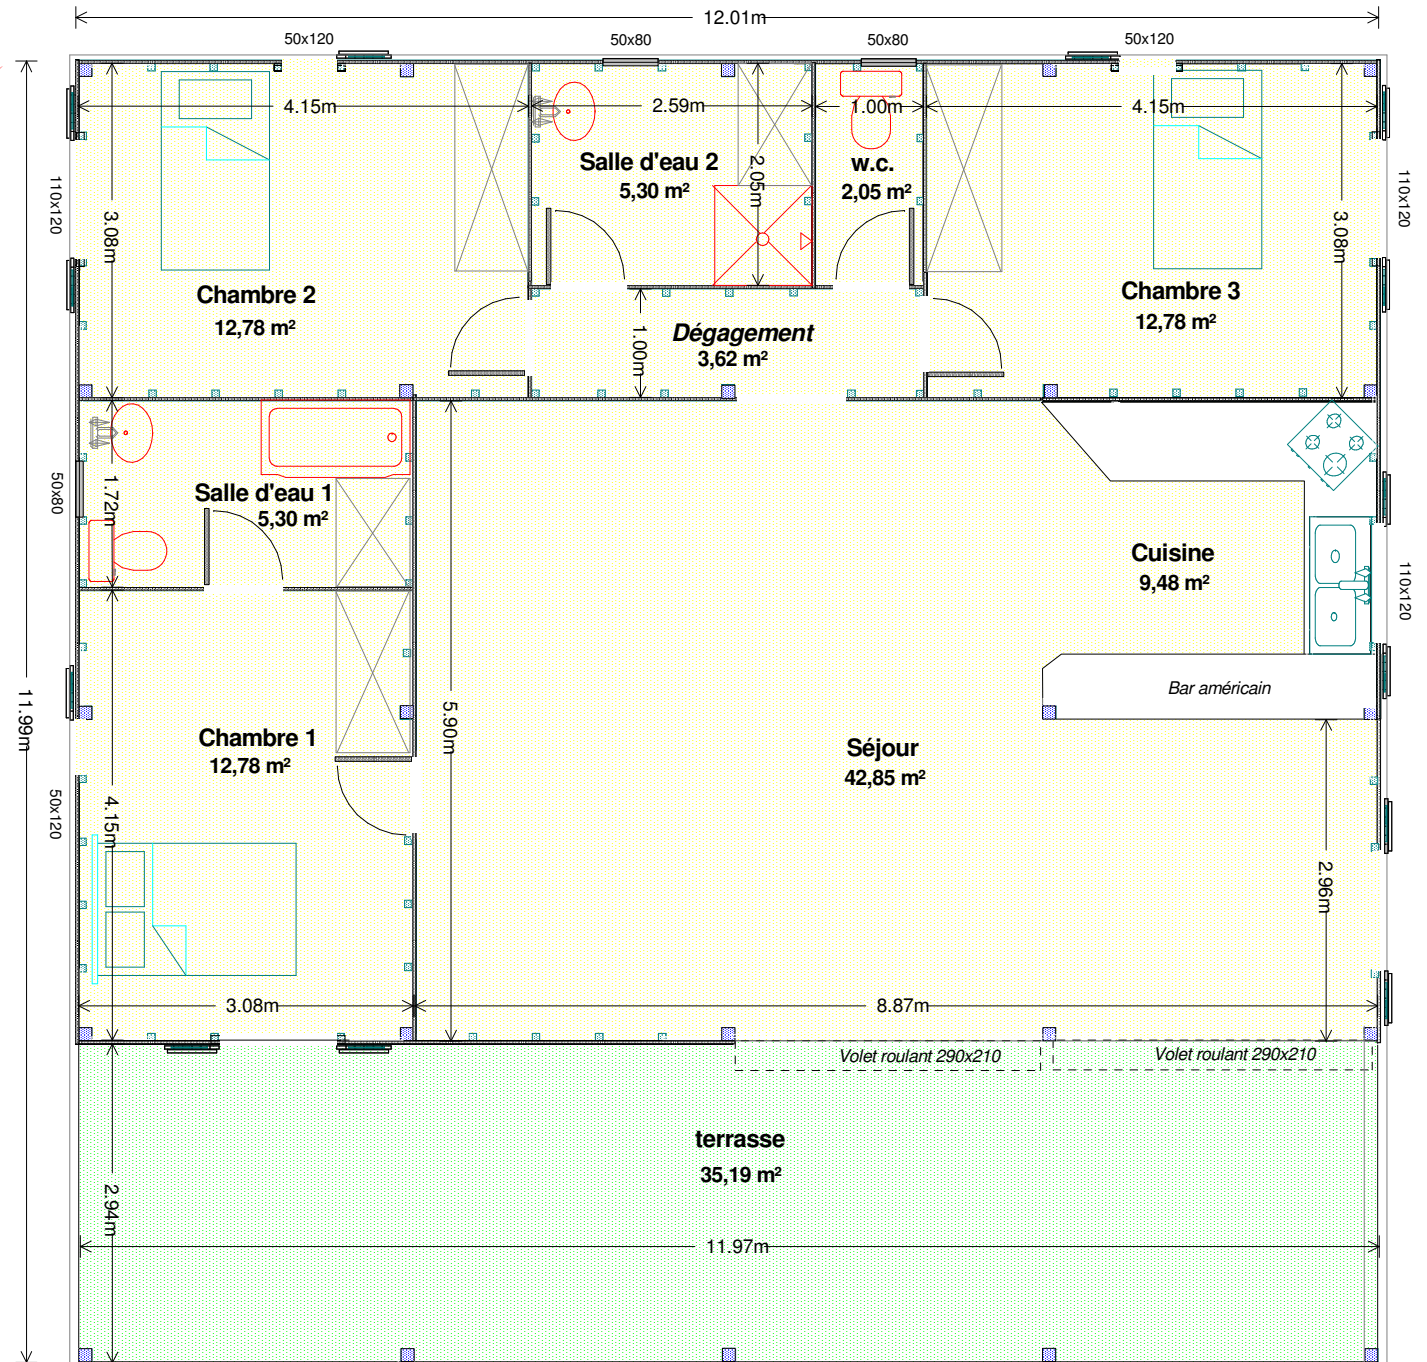 12.01m
50x120
50x80
50x80
50x120
4.15m
2.59m
1.00m
4.15m
Salle d'eau 2
5,30 m²
2.05m
w.c.
2,05 m²
110x120
3.08m
3.08m
110x120
Chambre 2
12,78 m²
Chambre 3
12,78 m²
Dégagement
3,62 m²
1.00m
50x80
1.72m
Salle d'eau 1
5,30 m²
Cuisine
9,48 m²
110x120
Bar américain
11.99m
5.90m
Chambre 1
12,78 m²
Séjour
42,85 m²
50x120
4.15m
2.96m
3.08m
8.87m
Volet roulant 290x210
Volet roulant 290x210
terrasse
35,19 m²
2.94m
11.97m